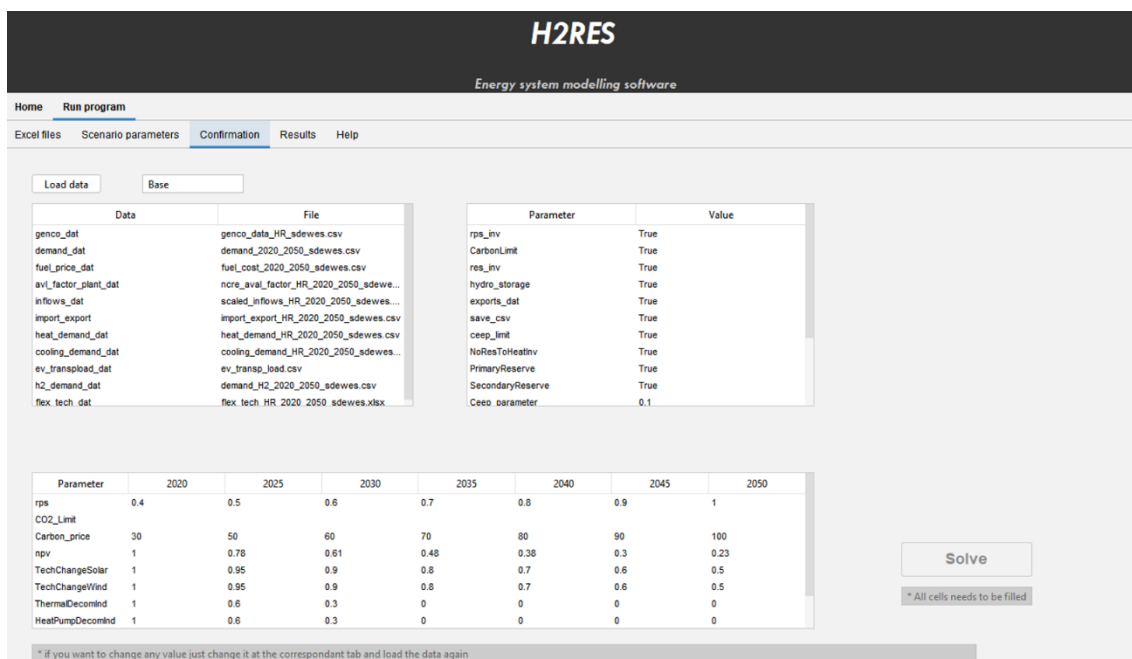 H2RES
Energy system modelling software
Home Run program
Excel files Scenario parameters Confirmation Results Help
Load data Base
Data File
genco_dat genco_data_HR_sdewes.csv
demand_dat demand_2020_2050_sdewes.csv
fuel_price_dat fuel_cost_2020_2050_sdewes.csv
avl_factor_plant_dat ncre_aval_factor_HR_2020_2050_sdewe...
inflows_dat scaled_inflows_HR_2020_2050_sdewes....
import_export import_export_HR_2020_2050_sdewes.csv
heat_demand_dat heat_demand_HR_2020_2050_sdewes.csv
cooling_demand_dat cooling_demand_HR_2020_2050_sdewes...
ev_transpload_dat ev_transp_load.csv
h2_demand_dat demand_H2_2020_2050_sdewes.csv
flex_tech_dat flex_tech_HR_2020_2050_sdewes.xlsx
Parameter Value
rps_inv True
CarbonLimit True
res_inv True
hydro_storage True
exports_dat True
save_csv True
ceep_limit True
NoResToHeatInv True
PrimaryReserve True
SecondaryReserve True
Ceep_parameter 0.1
Parameter 2020 2025 2030 2035 2040 2045 2050
rps 0.4 0.5 0.6 0.7 0.8 0.9 1
CO2_Limit
Carbon_price 30 50 60 70 80 90 100
npv 1 0.78 0.61 0.48 0.38 0.3 0.23
TechChangeSolar 1 0.95 0.9 0.8 0.7 0.6 0.5
TechChangeWind 1 0.95 0.9 0.8 0.7 0.6 0.5
ThermalDecomInd 1 0.6 0.3 0 0 0 0
HeatPumpDecomInd 1 0.6 0.3 0 0 0 0
Solve
* All cells needs to be filled
* if you want to change any value just change it at the correspondant tab and load the data again